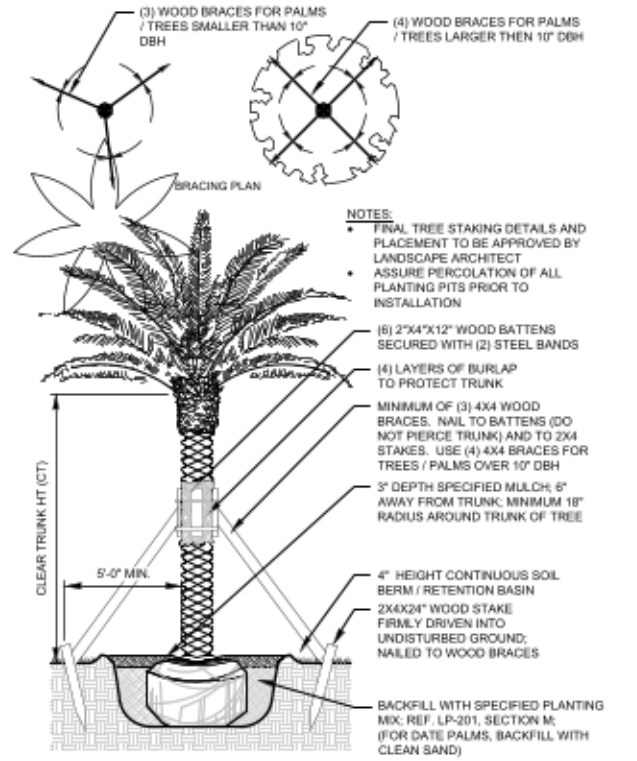 (3) WOOD BRACES FOR PALMS
/ TREES SMALLER THAN 10"
DBH
(4) WOOD BRACES FOR PALMS
/ TREES LARGER THEN 10" DBH
BRACING PLAN
NOTES:
• FINAL TREE STAKING DETAILS AND
PLACEMENT TO BE APPROVED BY
LANDSCAPE ARCHITECT
• ASSURE PERCOLATION OF ALL
PLANTING PITS PRIOR TO
INSTALLATION
(6) 2"X4"X12" WOOD BATTENS
SECURED WITH (2) STEEL BANDS
(4) LAYERS OF BURLAP
TO PROTECT TRUNK
MINIMUM OF (3) 4X4 WOOD
BRACES. NAIL TO BATTENS (DO
NOT PIERCE TRUNK) AND TO 2X4
STAKES. USE (4) 4X4 BRACES FOR
TREES / PALMS OVER 10" DBH
3" DEPTH SPECIFIED MULCH; 6"
AWAY FROM TRUNK; MINIMUM 18"
RADIUS AROUND TRUNK OF TREE
CLEAR TRUNK HT (CT)
5'-0" MIN.
4" HEIGHT CONTINUOUS SOIL
BERM / RETENTION BASIN
2X4X24" WOOD STAKE
FIRMLY DRIVEN INTO
UNDISTURBED GROUND;
NAILED TO WOOD BRACES
BACKFILL WITH SPECIFIED PLANTING
MIX; REF. LP-201, SECTION M;
(FOR DATE PALMS, BACKFILL WITH
CLEAN SAND)